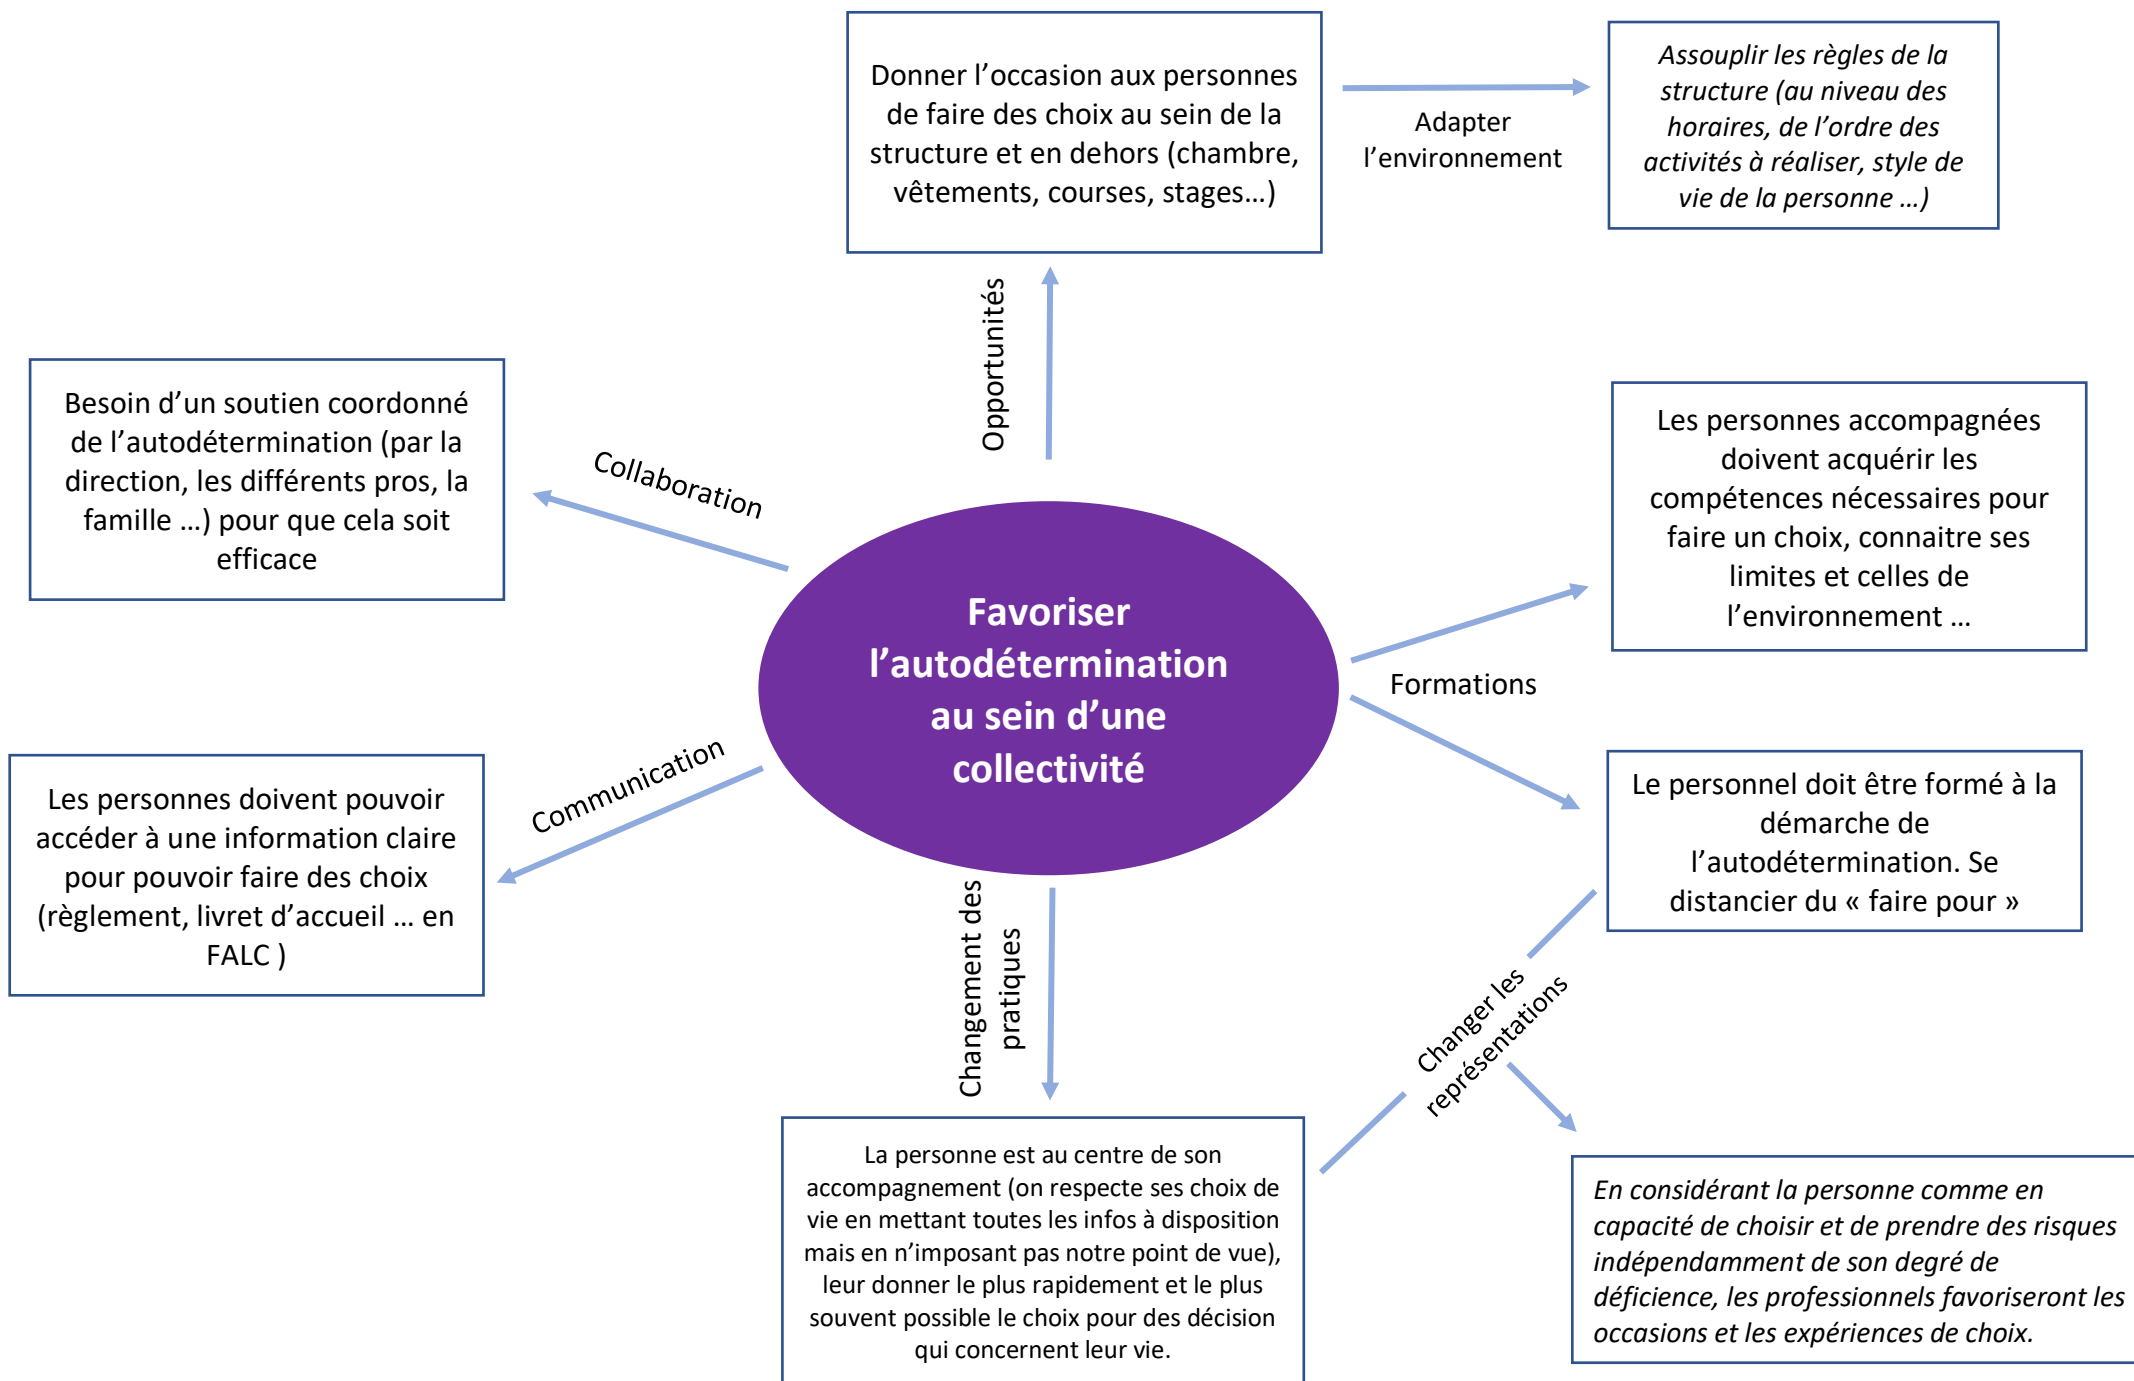 Donner l’occasion aux personnes
de faire des choix au sein de la
structure et en dehors (chambre,
vêtements, courses, stages…)
Adapter
l’environnement
Assouplir les règles de la
structure (au niveau des
horaires, de l’ordre des
activités à réaliser, style de
vie de la personne …)
Opportunités
Besoin d’un soutien coordonné
de l’autodétermination (par la
direction, les différents pros, la
famille …) pour que cela soit
efficace
Collaboration
Les personnes accompagnées
doivent acquérir les
compétences nécessaires pour
faire un choix, connaitre ses
limites et celles de
l’environnement …
Favoriser
l’autodétermination
au sein d’une
collectivité
Formations
Communication
Les personnes doivent pouvoir
accéder à une information claire
pour pouvoir faire des choix
(règlement, livret d’accueil … en
FALC )
Le personnel doit être formé à la
démarche de
l’autodétermination. Se
distancier du « faire pour »
Changement des
pratiques
Changer les
représentations
La personne est au centre de son
accompagnement (on respecte ses choix de
vie en mettant toutes les infos à disposition
mais en n’imposant pas notre point de vue),
leur donner le plus rapidement et le plus
souvent possible le choix pour des décision
qui concernent leur vie.
En considérant la personne comme en
capacité de choisir et de prendre des risques
indépendamment de son degré de
déficience, les professionnels favoriseront les
occasions et les expériences de choix.